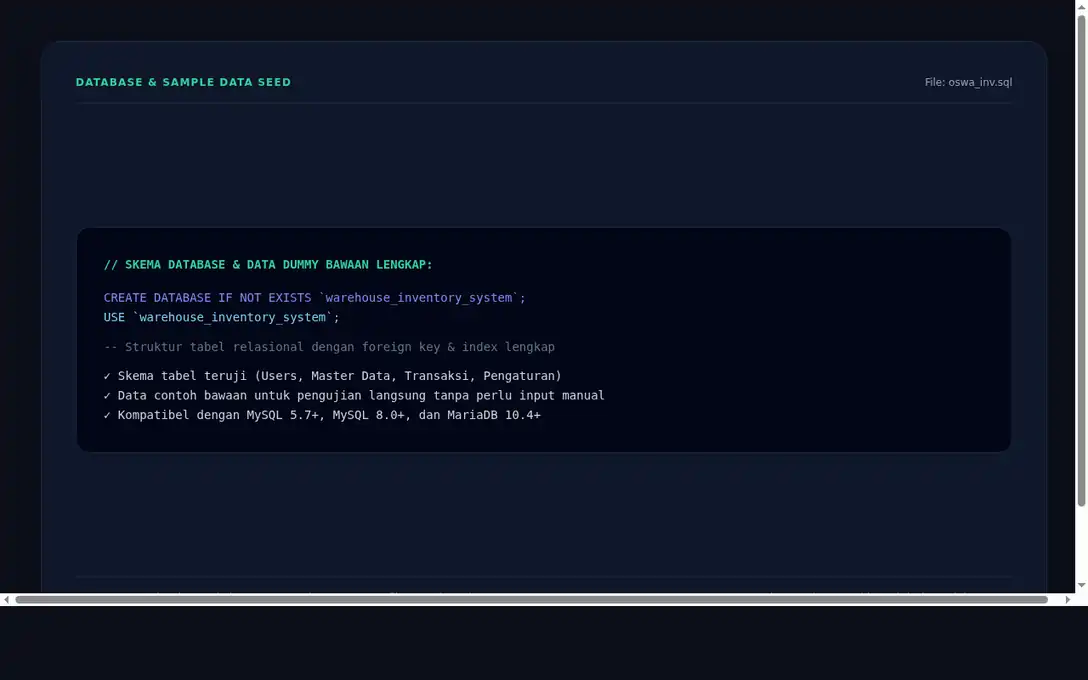 DATABASE & SAMPLE DATA SEED
File: oswa_inv.sql
// SKEMA DATABASE & DATA DUMMY BAWAAN LENGKAP:
CREATE DATABASE IF NOT EXISTS `warehouse_inventory_system`;
USE `warehouse_inventory_system`;
-- Struktur tabel relasional dengan foreign key & index lengkap
✓ Skema tabel teruji (Users, Master Data, Transaksi, Pengaturan)
✓ Data contoh bawaan untuk pengujian langsung tanpa perlu input manual
✓ Kompatibel dengan MySQL 5.7+, MySQL 8.0+, dan MariaDB 10.4+